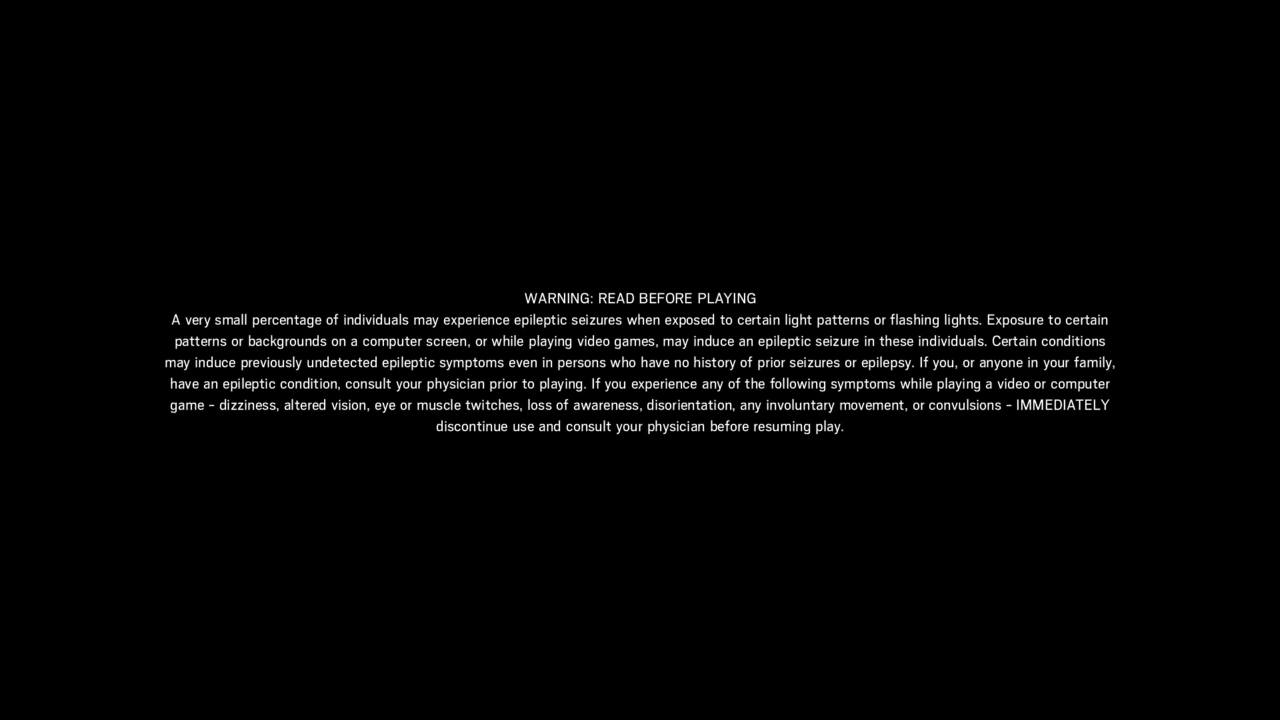 WARNING: READ BEFORE PLAYING
A very small percentage of individuals may experience epileptic seizures when exposed to certain light patterns or flashing lights. Exposure to certain
patterns or backgrounds on a computer screen, or while playing video games, may induce an epileptic seizure in these individuals. Certain conditions
may induce previously undetected epileptic symptoms even in persons who have no history of prior seizures or epilepsy. If you, or anyone in your family,
have an epileptic condition, consult your physician prior to playing. If you experience any of the following symptoms while playing a video or computer
game – dizziness, altered vision, eye or muscle twitches, loss of awareness, disorientation, any involuntary movement, or convulsions – IMMEDIATELY
discontinue use and consult your physician before resuming play.